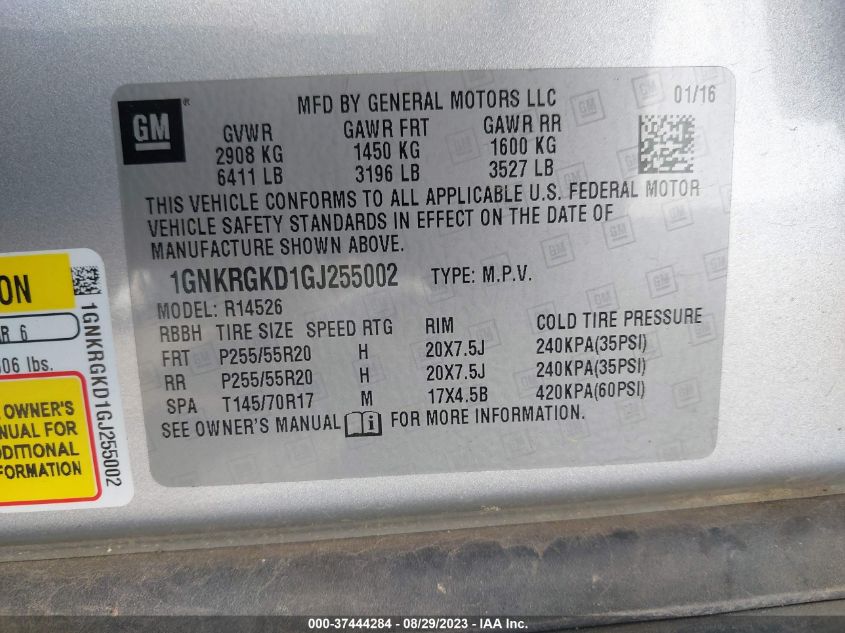 GM
®
MFD BY GENERAL MOTORS LLC
01/16
GVWR GAWR FRT GAWR RR
2908 KG 1450 KG 1600 KG
6411 LB 3196 LB 3527 LB
THIS VEHICLE CONFORMS TO ALL APPLICABLE U.S. FEDERAL MOTOR
VEHICLE SAFETY STANDARDS IN EFFECT ON THE DATE OF
MANUFACTURE SHOWN ABOVE.
1GNKRGKD1GJ255002 TYPE: M.P.V.
MODEL: R14526
RBBH TIRE SIZE SPEED RTG RIM COLD TIRE PRESSURE
FRT P255/55R20 H 20X7.5J 240KPA(35PSI)
RR P255/55R20 H 20X7.5J 240KPA(35PSI)
SPA T145/70R17 M 17X4.5B 420KPA(60PSI)
SEE OWNER'S MANUAL i FOR MORE INFORMATION.
ON
R 6
06 lbs.
OWNER'S
NUAL FOR
DDITIONAL
FORMATION
1GNKRGKD1GJ255002
000-37444284 - 08/29/2023 - IAA Inc.